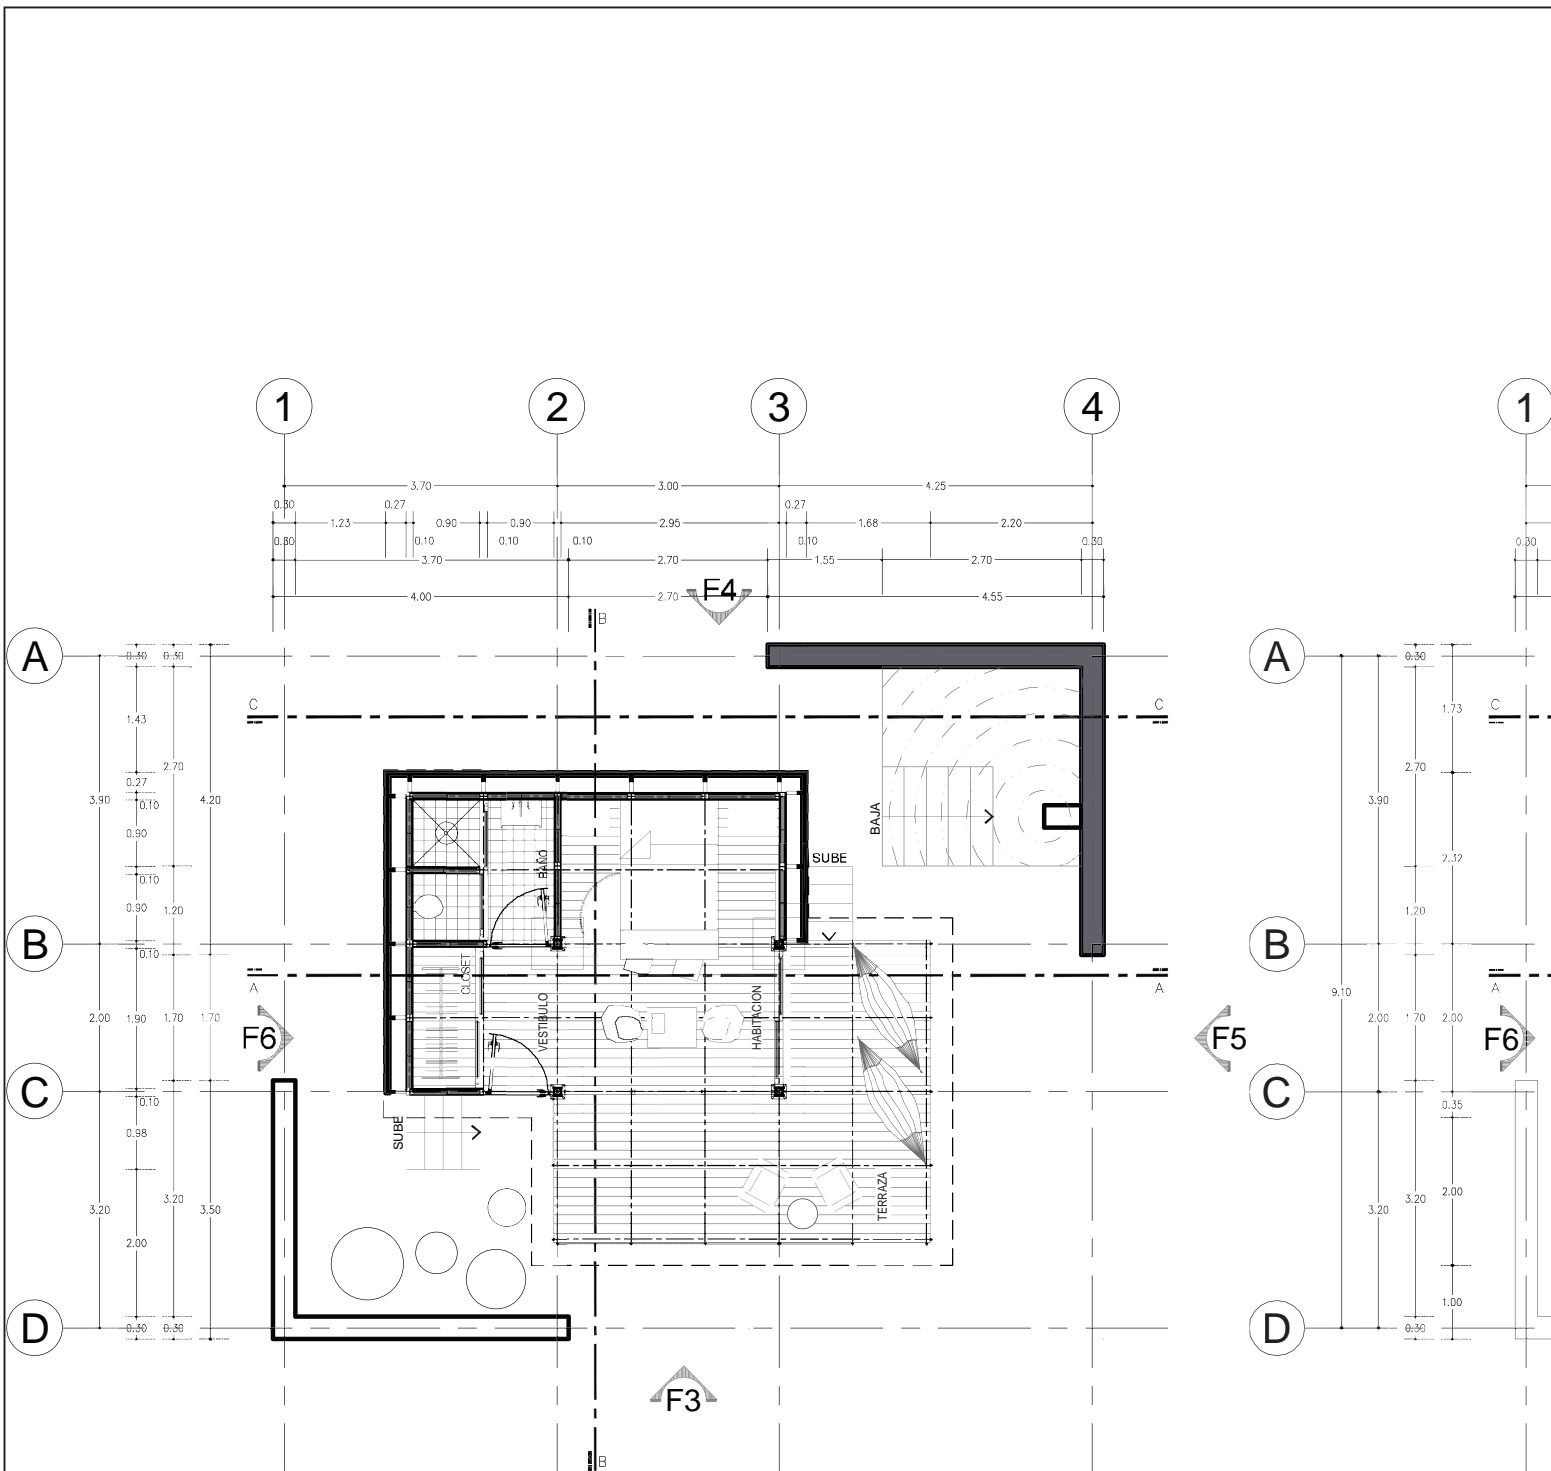 1 2 3 4 1
3.70 3.00 4.25
0.30 0.27 0.27
1.23 0.90 0.90 2.95 1.68 2.20
0.30 0.10 0.10 0.10 0.10 0.30 0.30
3.70 2.70 1.55 2.70
4.00 2.70 4.55
F4
B
A
0.30 0.30
A
0.30
1.43
2.70
0.27
0.10
3.90
4.20
0.90
0.10
0.90
1.20
0.10
C
C
C
1.73
2.70
3.90
2.32
1.20
BAJA
SUBE
BAÑO
B
B
CLOSET
VESTIBULO
HABITACION
A
A
A
2.00
1.90
1.70
1.70
F6
F5
9.10
2.00
1.70
2.00
F6
C
C
0.10
0.98
3.20
3.50
3.20
2.00
SUBE
TERRAZA
0.35
2.00
3.20
3.20
1.00
D
0.30 0.30
D
0.30
F3
B